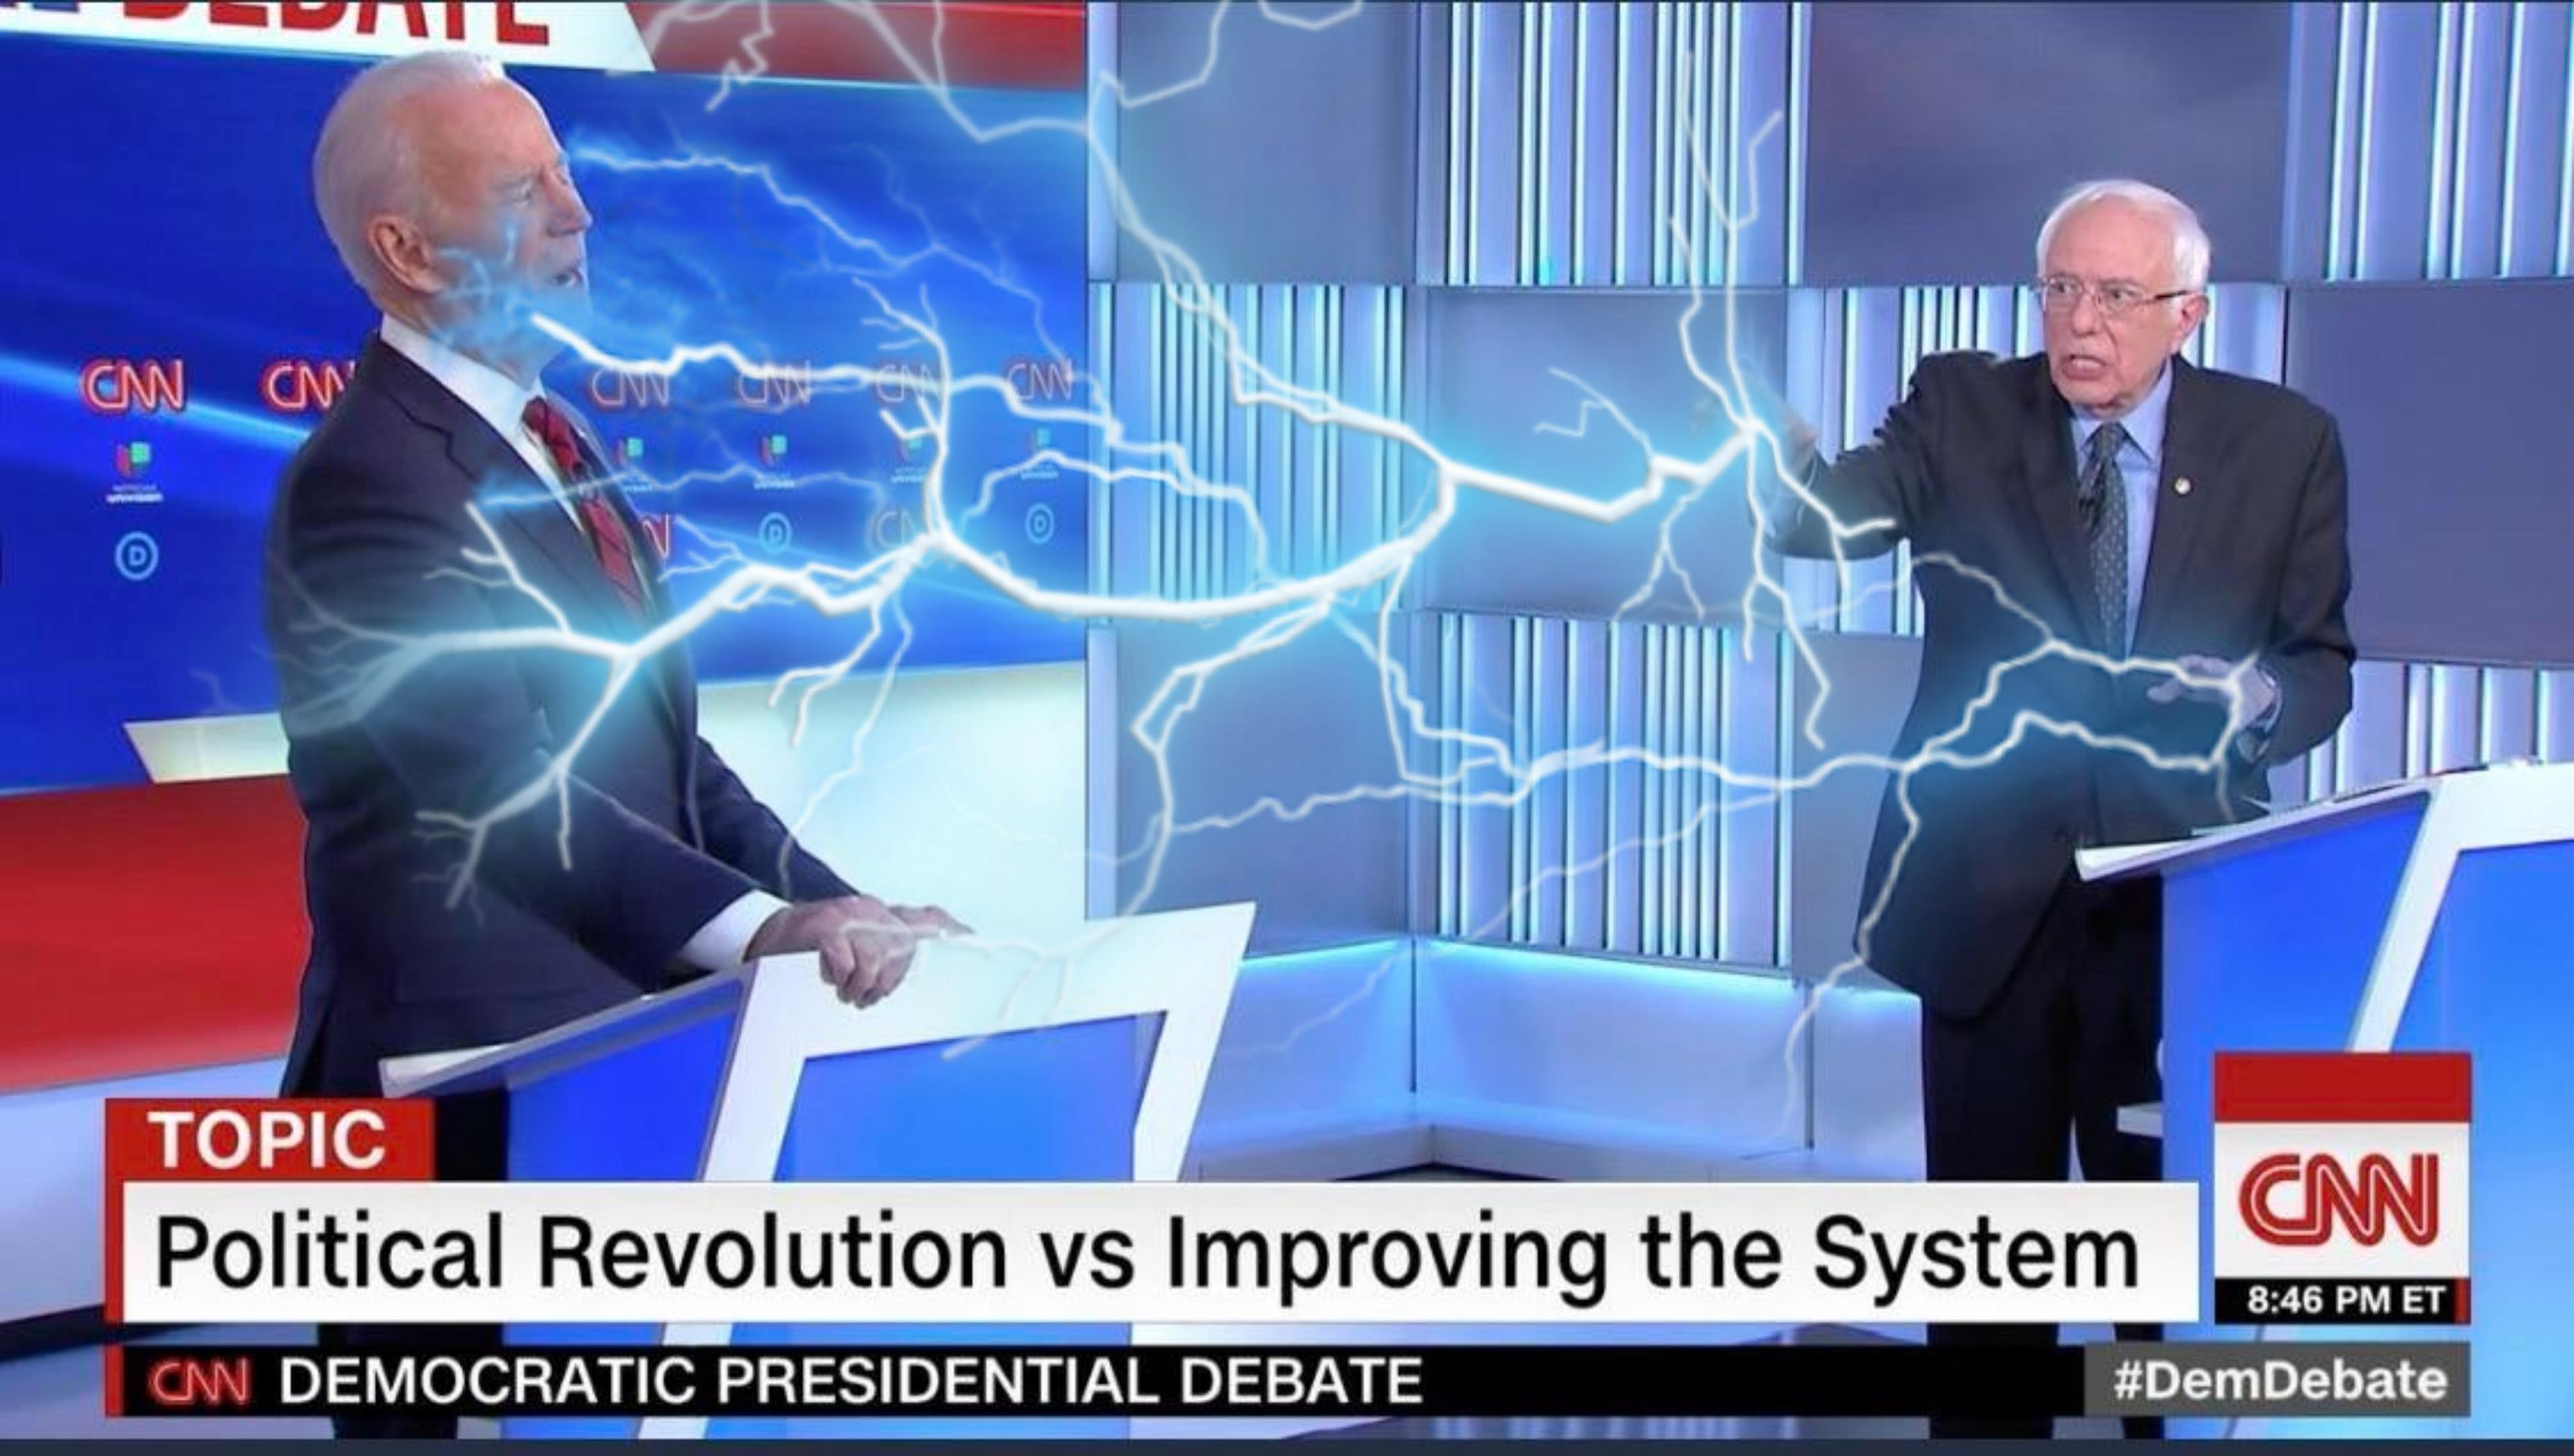 DEBATE
CNN CNN CNN CNN CNN CNN
UNIVISION
D D D
TOPIC
Political Revolution vs Improving the System
CNN
8:46 PM ET
CNN DEMOCRATIC PRESIDENTIAL DEBATE
#DemDebate